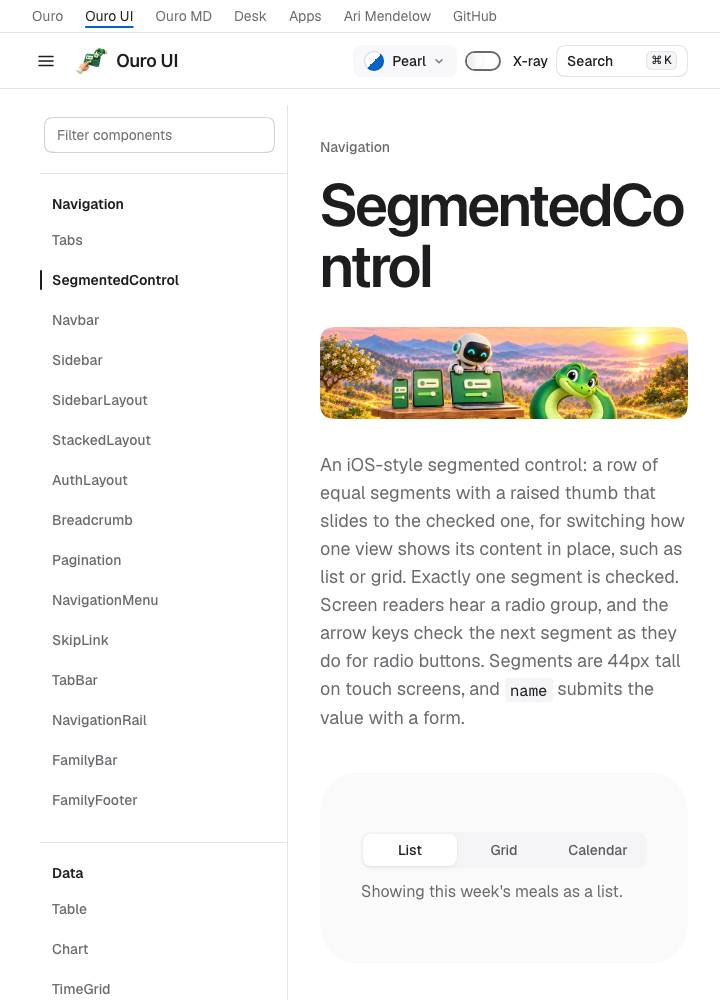 Ouro Ouro UI Ouro MD Desk Apps Ari Mendelow GitHub
Ouro UI Pearl X-ray Search ⌘ K
Filter components
Navigation
Tabs
SegmentedControl
Navbar
Sidebar
SidebarLayout
StackedLayout
AuthLayout
Breadcrumb
Pagination
NavigationMenu
SkipLink
TabBar
NavigationRail
FamilyBar
FamilyFooter
Data
Table
Chart
TimeGrid
Navigation
SegmentedCo
ntrol
An iOS-style segmented control: a row of
equal segments with a raised thumb that
slides to the checked one, for switching how
one view shows its content in place, such as
list or grid. Exactly one segment is checked.
Screen readers hear a radio group, and the
arrow keys check the next segment as they
do for radio buttons. Segments are 44px tall
on touch screens, and name submits the
value with a form.
List Grid Calendar
Showing this week's meals as a list.